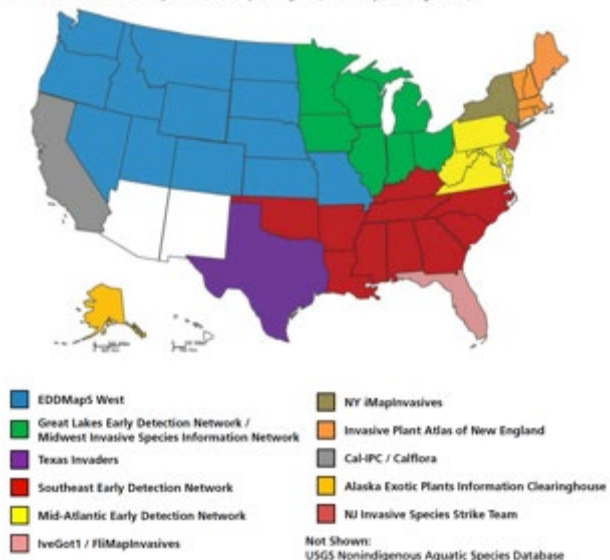 EDDMapS West
Great Lakes Early Detection Network /
Midwest Invasive Species Information Network
Texas Invaders
Southeast Early Detection Network
Mid-Atlantic Early Detection Network
IveGot1 / FliMapInvasives
NY iMapInvasives
Invasive Plant Atlas of New England
Cal-IPC / Calflora
Alaska Exotic Plants Information Clearinghouse
NJ Invasive Species Strike Team
Not Shown:
USGS Nonindigenous Aquatic Species Database